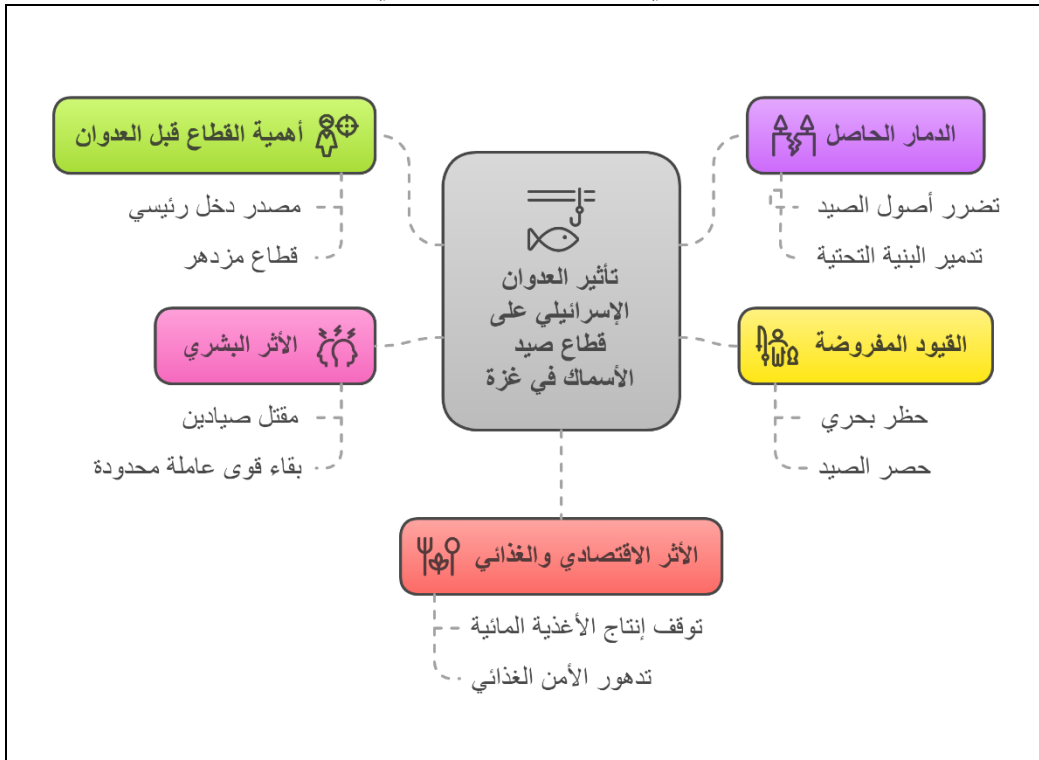 الدمار الحاصل
تضرر أصول الصيد
تدمير البنية التحتية
أهمية القطاع قبل العدوان
مصدر دخل رئيسي
قطاع مزدهر
تأثير العدوان
الإسرائيلي على
قطاع صيد
الأسماك في غزة
القيود المفروضة
حظر بحري
حصر الصيد
الأثر البشري
مقتل صيادين
بقاء قوى عاملة محدودة
الأثر الاقتصادي والغذائي
توقف إنتاج الأغذية المائية
تدهور الأمن الغذائي